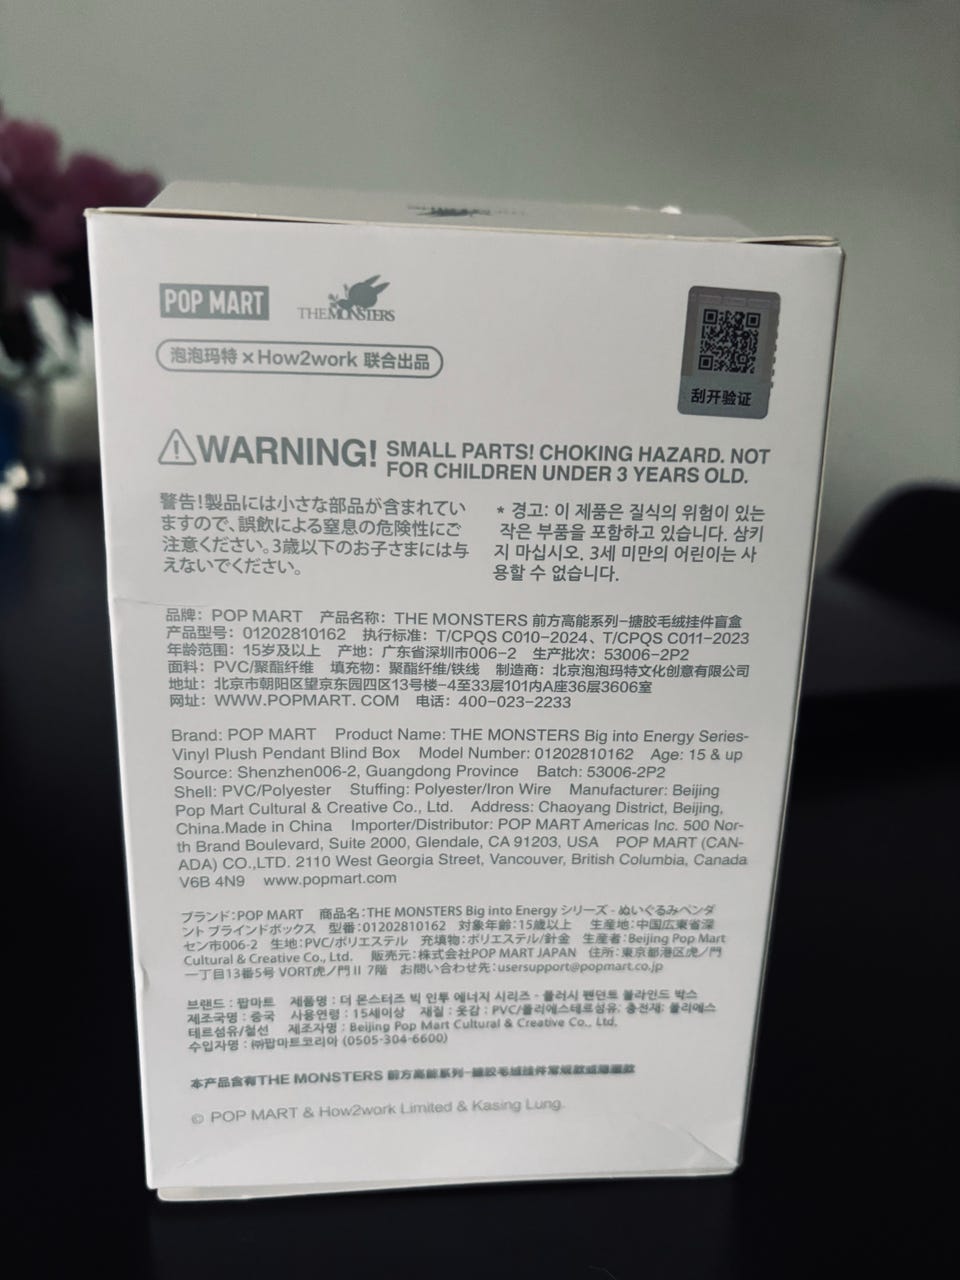 POP MART
THE MONSTERS
泡泡玛特 × How2work 联合出品
刮开验证
WARNING! SMALL PARTS! CHOKING HAZARD. NOT
FOR CHILDREN UNDER 3 YEARS OLD.
警告!製品には小さな部品が含まれてい
ますので、誤飲による窒息の危険性にご
注意ください。3歳以下のお子さまには与
えないでください。
* 경고: 이 제품은 질식의 위험이 있는
작은 부품을 포함하고 있습니다. 삼키
지 마십시오. 3세 미만의 어린이는 사
용할 수 없습니다.
品牌: POP MART 产品名称: THE MONSTERS 前方高能系列-搪胶毛绒挂件盲盒
产品型号: 01202810162 执行标准: T/CPQS C010-2024、T/CPQS C011-2023
年龄范围: 15岁及以上 产地: 广东省深圳市006-2 生产批次: 53006-2P2
面料: PVC/聚酯纤维 填充物: 聚酯纤维/铁线 制造商: 北京泡泡玛特文化创意有限公司
地址: 北京市朝阳区望京东园四区13号楼-4至33层101内A座36层3606室
网址: WWW.POPMART. COM 电话: 400-023-2233
Brand: POP MART Product Name: THE MONSTERS Big into Energy Series-
Vinyl Plush Pendant Blind Box Model Number: 01202810162 Age: 15 & up
Source: Shenzhen006-2, Guangdong Province Batch: 53006-2P2
Shell: PVC/Polyester Stuffing: Polyester/Iron Wire Manufacturer: Beijing
Pop Mart Cultural & Creative Co., Ltd. Address: Chaoyang District, Beijing,
China.Made in China Importer/Distributor: POP MART Americas Inc. 500 Nor-
th Brand Boulevard, Suite 2000, Glendale, CA 91203, USA POP MART (CAN-
ADA) CO.,LTD. 2110 West Georgia Street, Vancouver, British Columbia, Canada
V6B 4N9 www.popmart.com
ブランド:POP MART 商品名:THE MONSTERS Big into Energy シリーズ - ぬいぐるみペンダ
ント ブラインドボックス 型番:01202810162 対象年齢:15歳以上 生産地:中国広東省深
セン市006-2 生地:PVC/ポリエステル 充填物:ポリエステル/針金 生産者:Beijing Pop Mart
Cultural & Creative Co., Ltd. 販売元:株式会社POP MART JAPAN 住所:東京都港区虎ノ門
一丁目13番5号 VORT虎ノ門 II 7階 お問い合わせ先:usersupport@popmart.co.jp
브랜드 : 팝마트 제품명 : 더 몬스터즈 빅 인투 에너지 시리즈 - 플러시 팬던트 블라인드 박스
제조국명 : 중국 사용연령 : 15세이상 재질 : 옷감 : PVC/폴리에스테르섬유; 충전재: 폴리에스
테르섬유/철선 제조자명 : Beijing Pop Mart Cultural & Creative Co., Ltd.
수입자명 : ㈜팝마트코리아 (0505-304-6600)
本产品含有THE MONSTERS 前方高能系列-搪胶毛绒挂件常规款或隐藏款
© POP MART & How2work Limited & Kasing Lung.